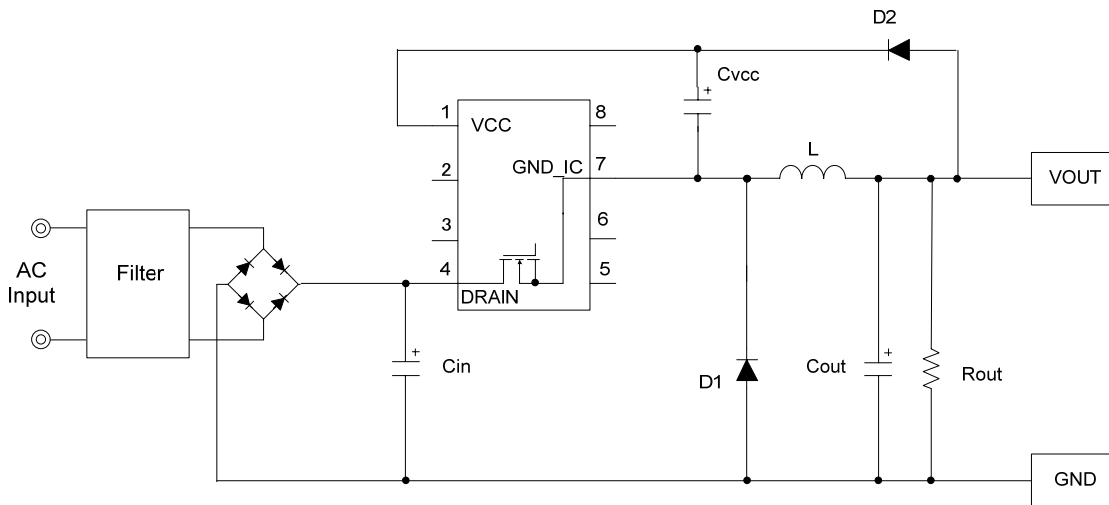 D2
Cvcc
1
VCC
8
GND_IC
7
L
VOUT
2
3
6
AC
Input
Filter
4
DRAIN
5
Cin
D1
Cout
Rout
GND
+
+
+